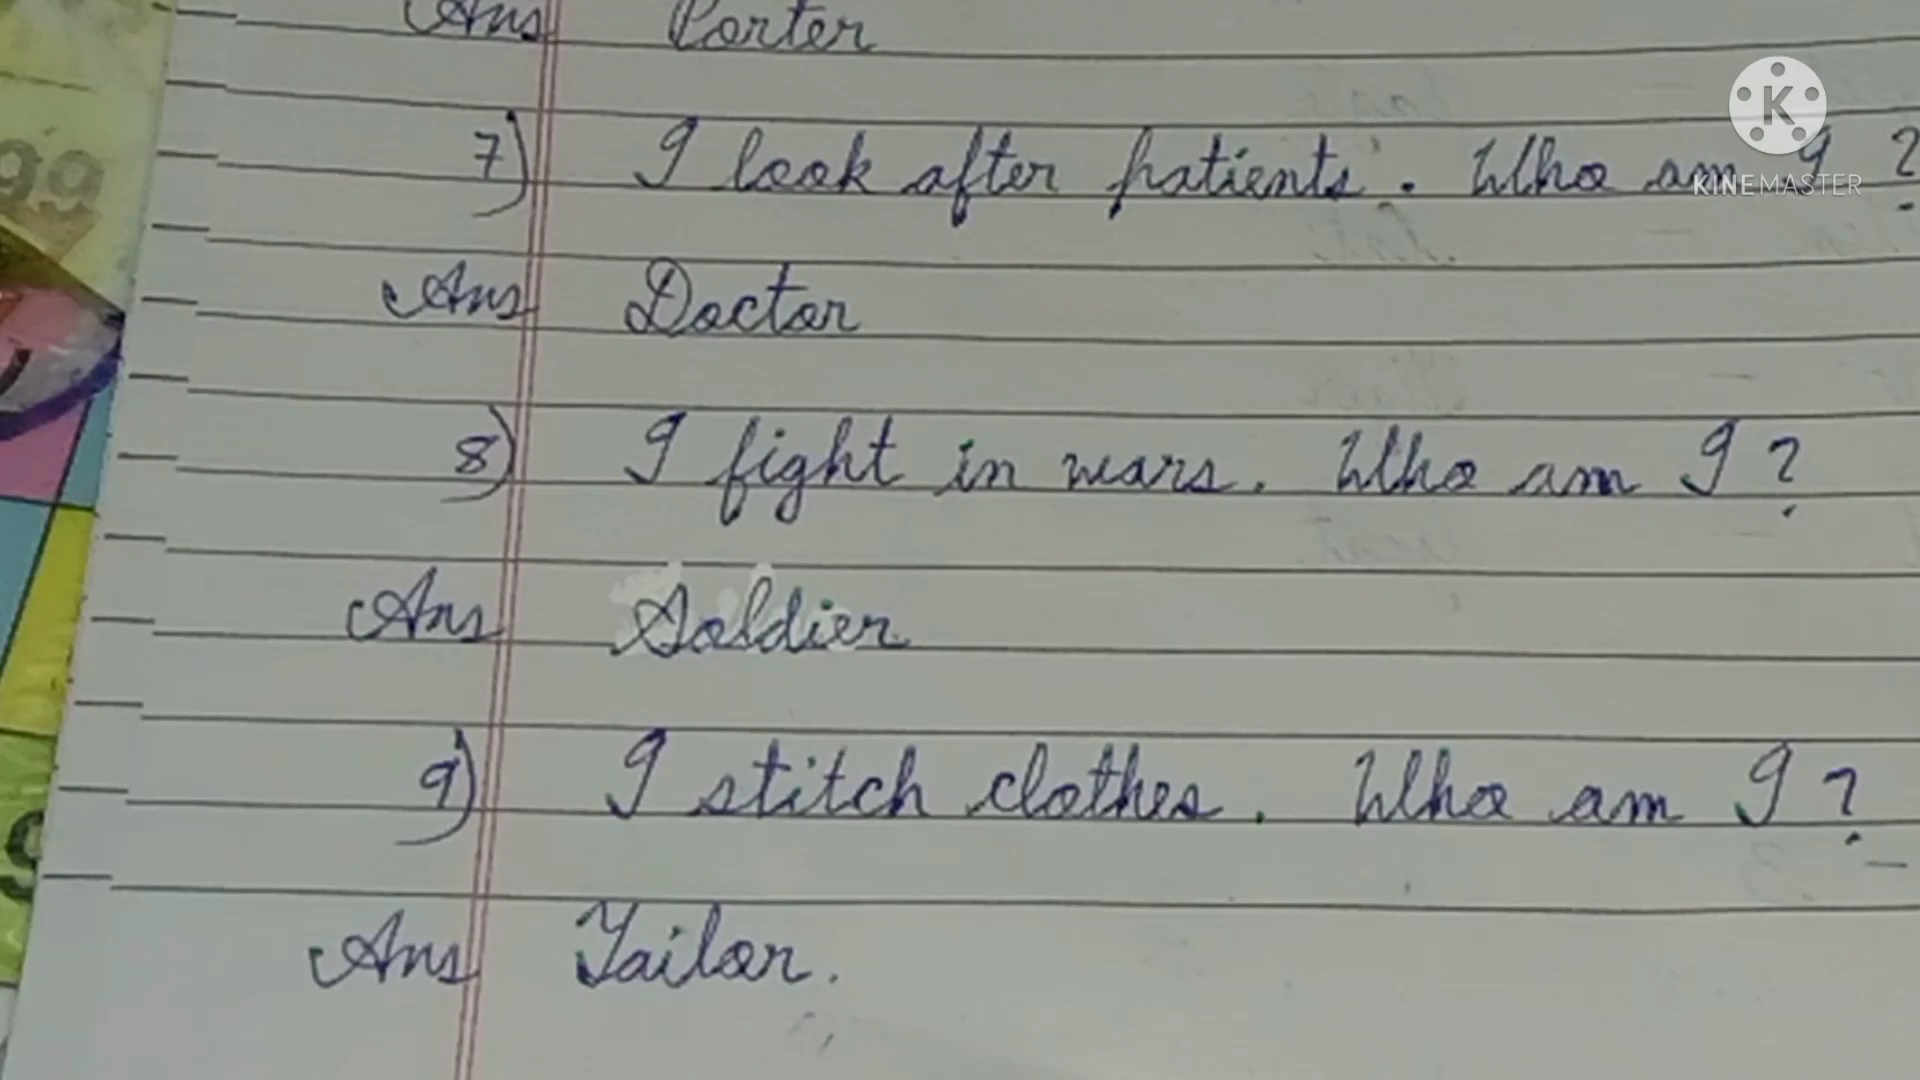 Ans Porter
7) I look after patients. Who am I ?
Ans Doctor
8) I fight in wars. Who am I ?
Ans Soldier
9) I stitch clothes. Who am I ?
Ans Tailor.
99
K
KINEMASTER